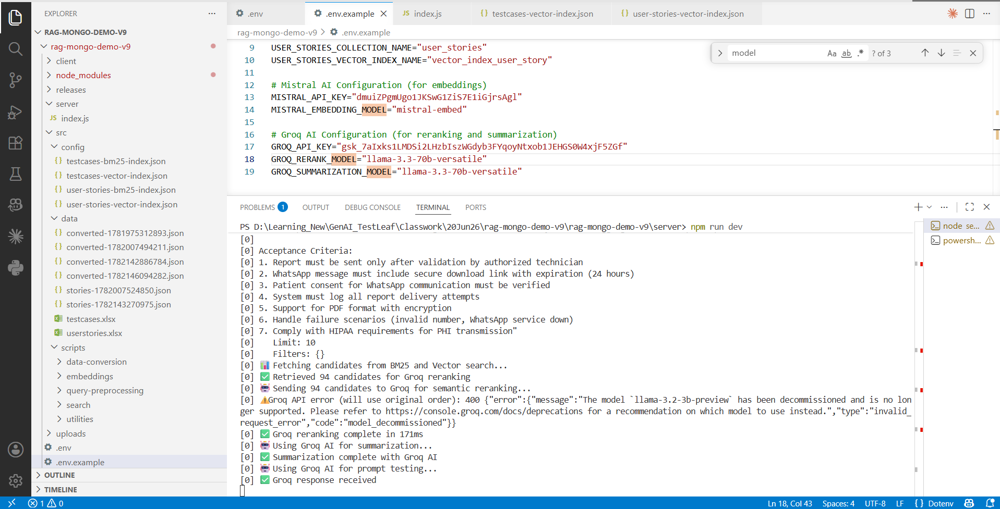 EXPLORER
RAG-MONGO-DEMO-V9
rag-mongo-demo-v9
client
node_modules
releases
server
JS index.js
src
config
{} testcases-bm25-index.json
{} testcases-vector-index.json
{} user-stories-bm25-index.json
{} user-stories-vector-index.json
data
{} converted-1781975312893.json
{} converted-1782007494211.json
{} converted-1782142886784.json
{} converted-1782146094282.json
{} stories-1782007524850.json
{} stories-1782143270975.json
testcases.xlsx
userstories.xlsx
scripts
data-conversion
embeddings
query-preprocessing
search
utilities
uploads
.env
.env.example
OUTLINE
TIMELINE
.env
.env.example
JS index.js
{} testcases-vector-index.json
{} user-stories-vector-index.json
rag-mongo-demo-v9 > .env.example
model Aa ab .* ? of 3
9 USER_STORIES_COLLECTION_NAME="user_stories"
10 USER_STORIES_VECTOR_INDEX_NAME="vector_index_user_story"
11
12 # Mistral AI Configuration (for embeddings)
13 MISTRAL_API_KEY="dmuiZPgmUgo1JKSwG1ZiS7E1iGjrsAgl"
14 MISTRAL_EMBEDDING_MODEL="mistral-embed"
15
16 # Groq AI Configuration (for reranking and summarization)
17 GROQ_API_KEY="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"
18 GROQ_RERANK_MODEL="llama-3.3-70b-versatile"
19 GROQ_SUMMARIZATION_MODEL="llama-3.3-70b-versatile"
PROBLEMS 1 OUTPUT DEBUG CONSOLE TERMINAL PORTS
PS D:\Learning_New\GenAI_TestLeaf\Classwork\20Jun26\rag-mongo-demo-v9\rag-mongo-demo-v9\server> npm run dev
[0]
[0] Acceptance Criteria:
[0] 1. Report must be sent only after validation by authorized technician
[0] 2. WhatsApp message must include secure download link with expiration (24 hours)
[0] 3. Patient consent for WhatsApp communication must be verified
[0] 4. System must log all report delivery attempts
[0] 5. Support for PDF format with encryption
[0] 6. Handle failure scenarios (invalid number, WhatsApp service down)
[0] 7. Comply with HIPAA requirements for PHI transmission"
[0] Limit: 10
[0] Filters: {}
[0] 📊 Fetching candidates from BM25 and Vector search...
[0] ✅ Retrieved 94 candidates for Groq reranking
[0] 🤖 Sending 94 candidates to Groq for semantic reranking...
[0] ⚠️Groq API error (will use original order): 400 {"error":{"message":"The model `llama-3.2-3b-preview` has been decommissioned and is no lon
ger supported. Please refer to https://console.groq.com/docs/deprecations for a recommendation on which model to use instead.","type":"invalid_
request_error","code":"model_decommissioned"}}
[0] ✅ Groq reranking complete in 171ms
[0] 🤖 Using Groq AI for summarization...
[0] ✅ Summarization complete with Groq AI
[0] 🤖 Using Groq AI for prompt testing...
[0] ✅ Groq response received
node se...
powersh...
1 0
Ln 18, Col 43 Spaces: 4 UTF-8 LF {} Dotenv